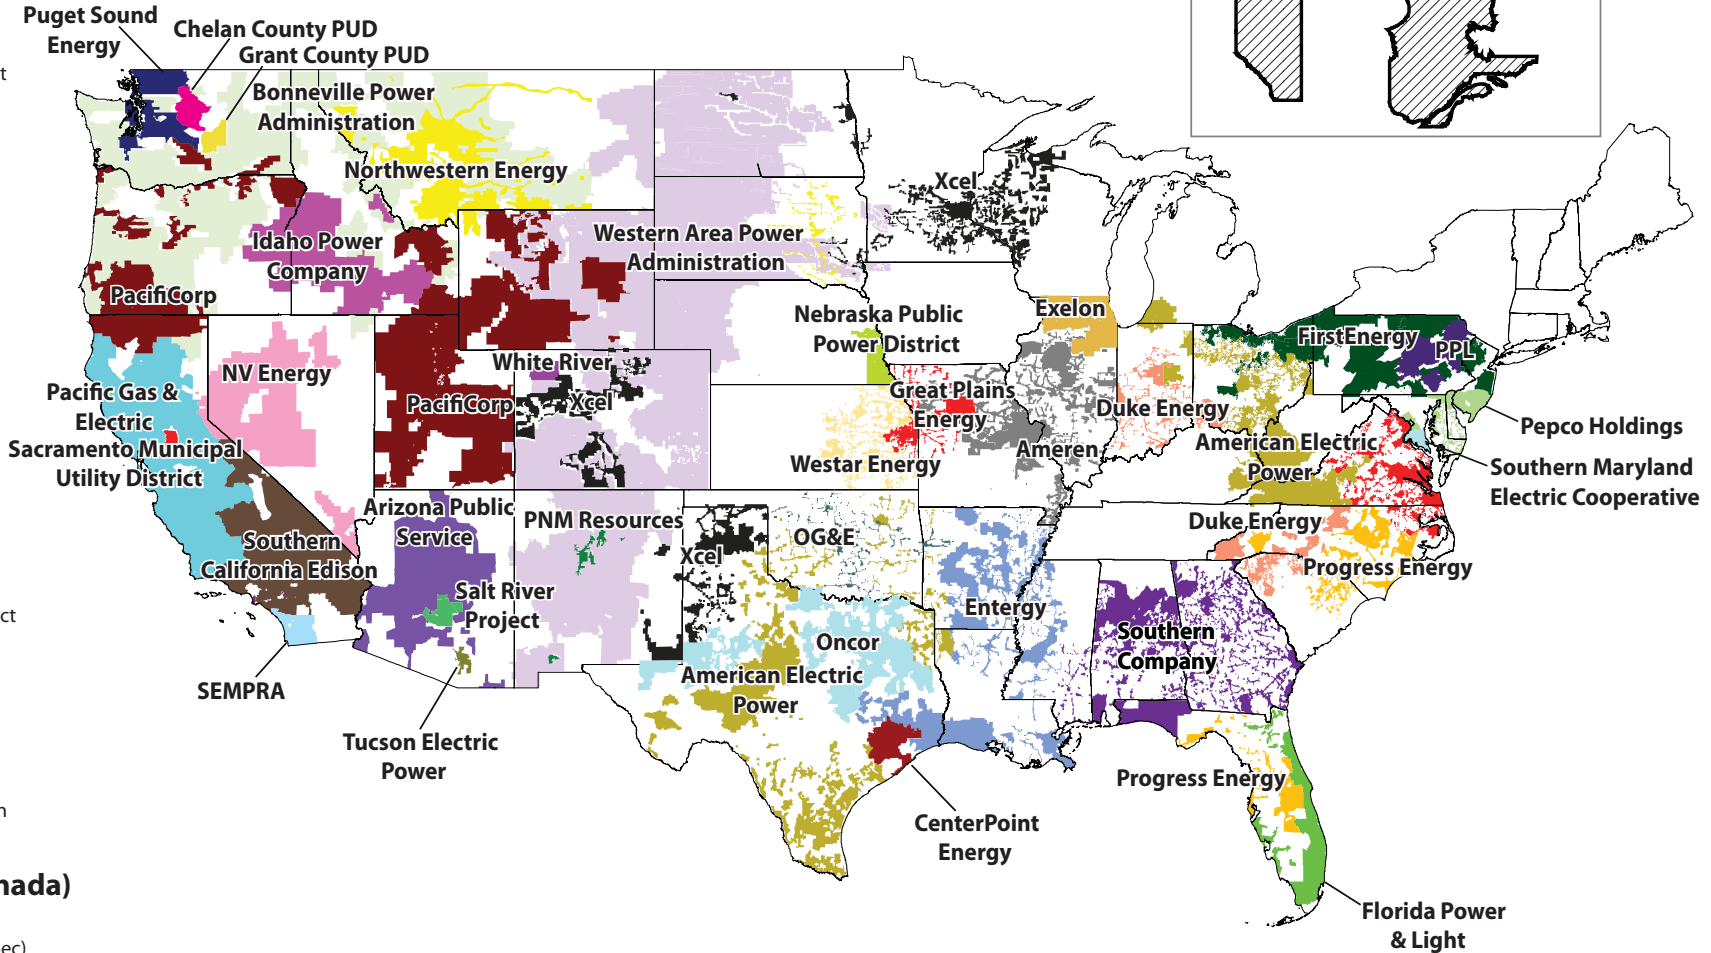 Puget Sound
Energy
Chelan County PUD
Grant County PUD
t
Bonneville Power
Administration
Northwestern Energy
Xcel
Idaho Power
Company
Western Area Power
Administration
PacifiCorp
Nebraska Public
Power District
Exelon
FirstEnergy
PPL
White River
NV Energy
Pacific Gas &
Electric
PacifiCorp
Xcel
Great Plains
Energy
Duke Energy
Pepco Holdings
Sacramento Municipal
Utility District
Westar Energy
Ameren
American Electric
Power
Southern Maryland
Electric Cooperative
Arizona Public
Service
PNM Resources
Xcel
OG&E
Duke Energy
Southern
California Edison
Progress Energy
Salt River
Project
Entergy
ct
Oncor
Southern
Company
SEMPRA
American Electric
Power
Tucson Electric
Power
Progress Energy
n
CenterPoint
Energy
nada)
Florida Power
& Light
ec)